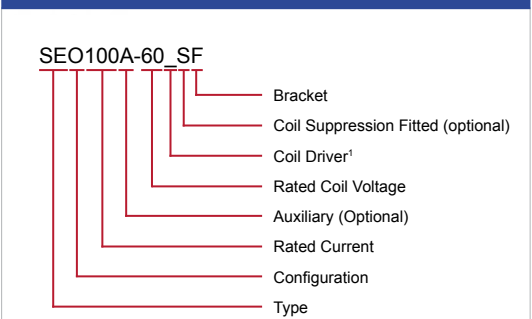 SEO100A-60_SF
Bracket
Coil Suppression Fitted (optional)
Coil Driver¹
Rated Coil Voltage
Auxiliary (Optional)
Rated Current
Configuration
Type